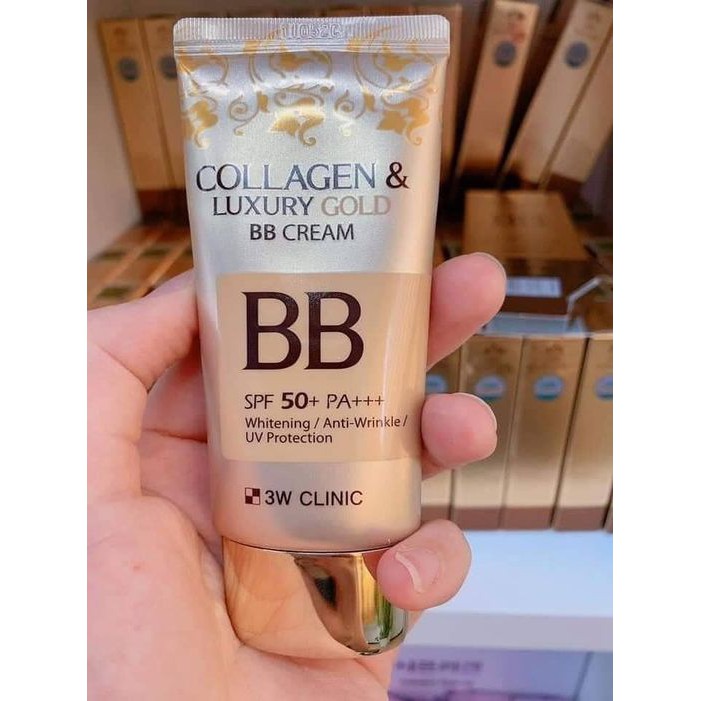 COLLAGEN &
LUXURY GOLD
BB CREAM
BB
SPF 50+ PA+++
Whitening / Anti-Wrinkle /
UV Protection
3W CLINIC